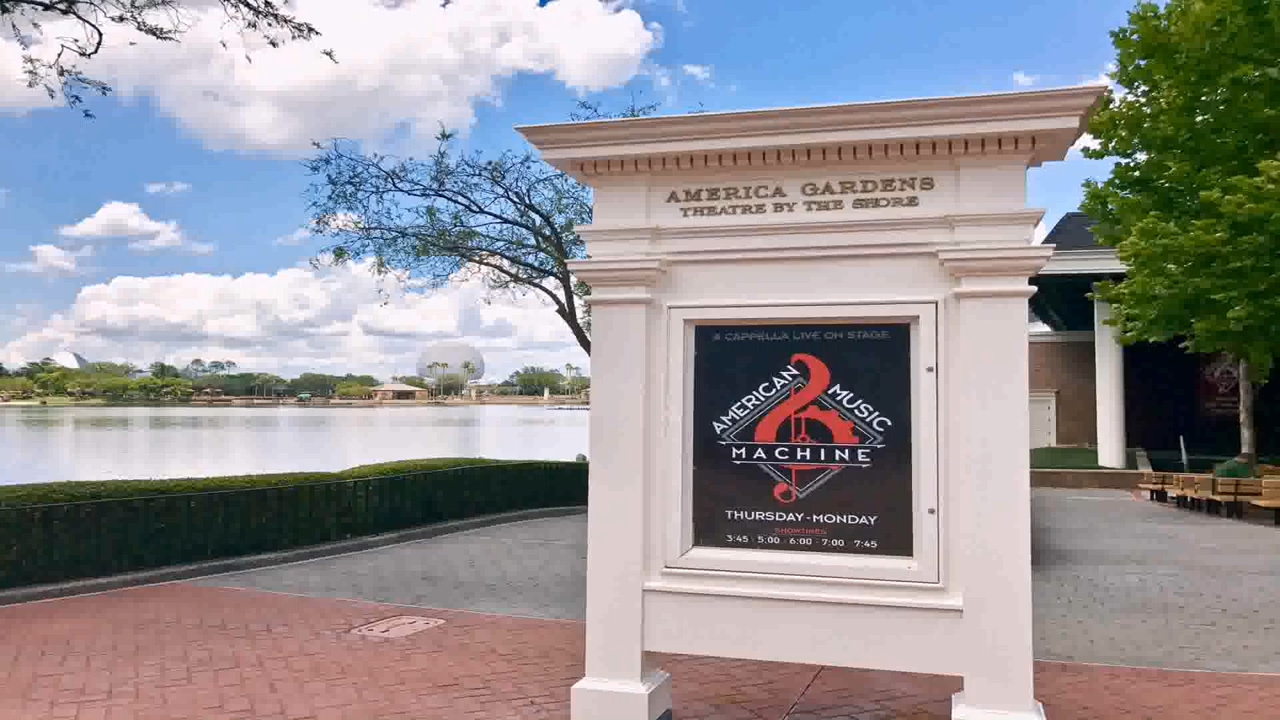 AMERICA GARDENS
THEATRE BY THE SHORE
A CAPPELLA LIVE ON STAGE
AMERICAN MUSIC
MACHINE
THURSDAY-MONDAY
SHOWTIMES
3:45 · 5:00 · 6:00 · 7:00 · 7:45